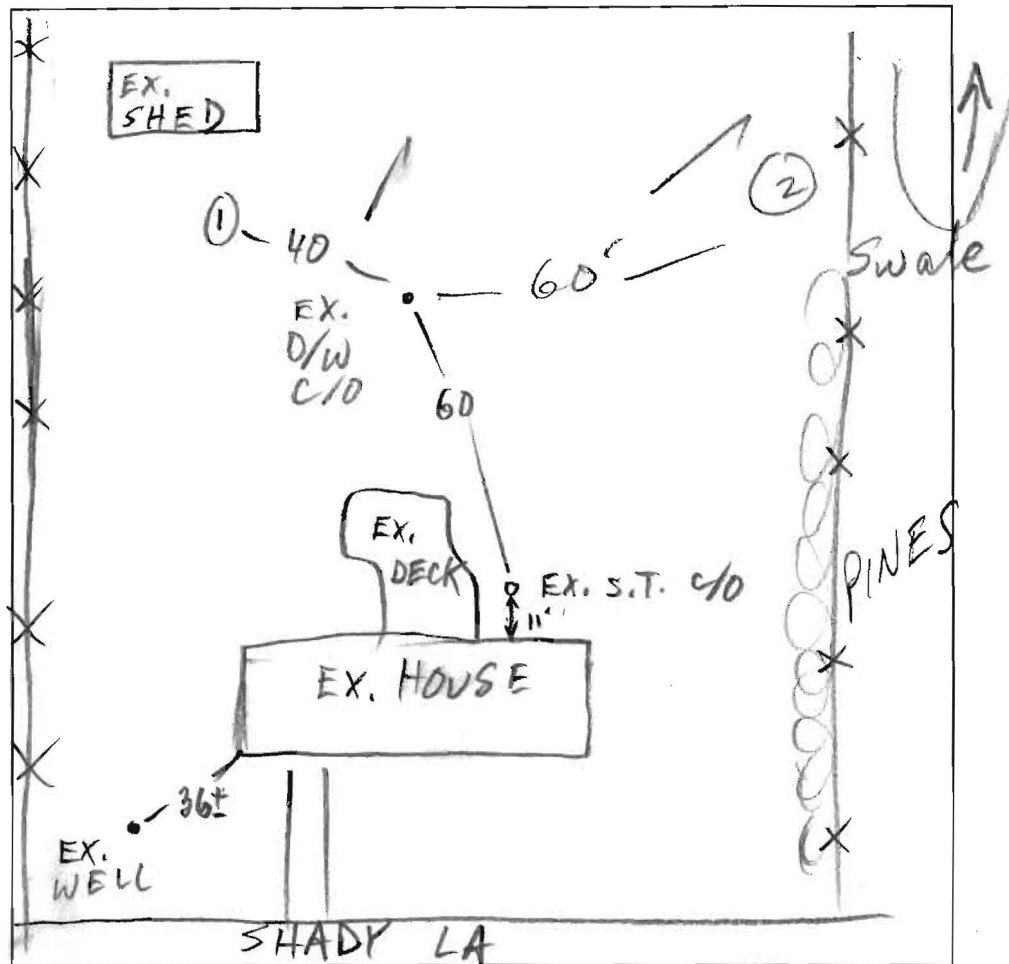 EX.
SHED
①
40
②
60'
Swale
EX.
D/W
C/O
60
EX.
DECK
EX. S.T. C/O
11'
PINES
EX. HOUSE
36±
EX.
WELL
SHADY LA